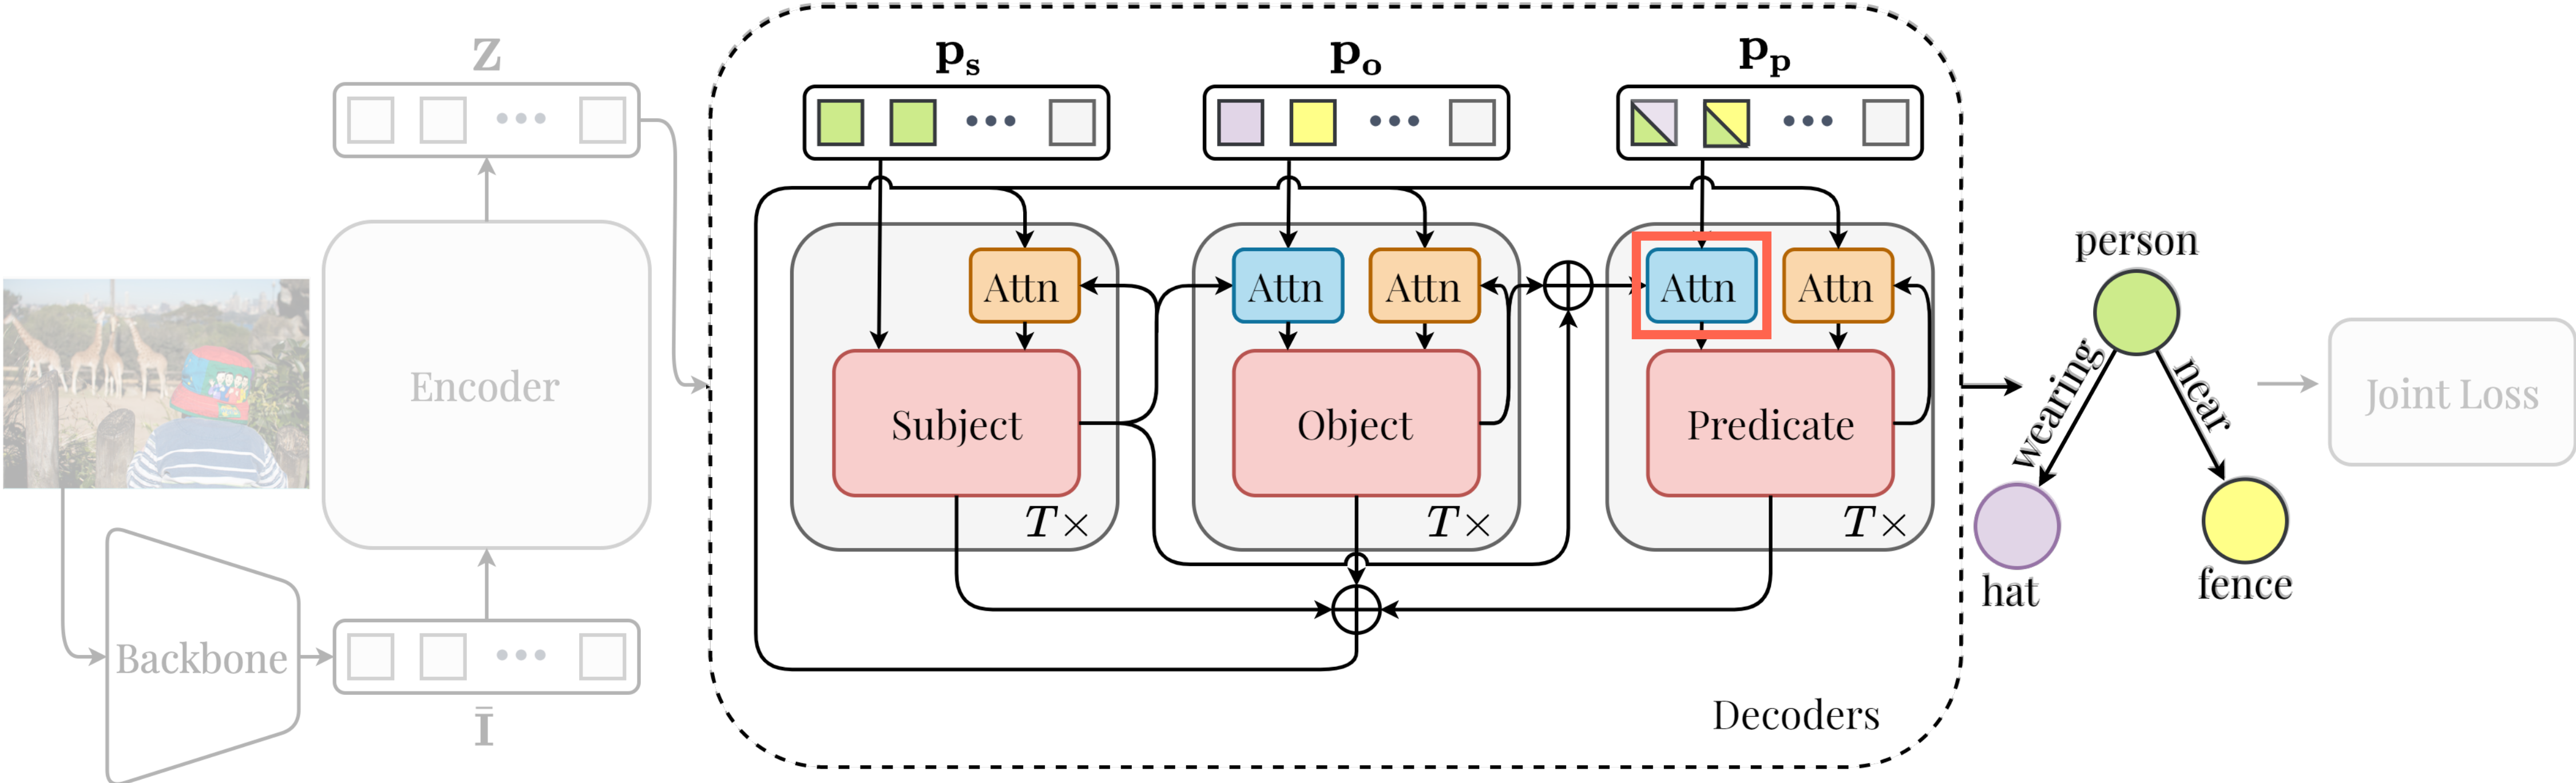 Z
p_s
p_o
p_p
Attn
Attn
Attn
Attn
Attn
Encoder
Subject
Object
Predicate
T×
T×
T×
Backbone
Ī
Decoders
person
wearing
near
hat
fence
Joint Loss